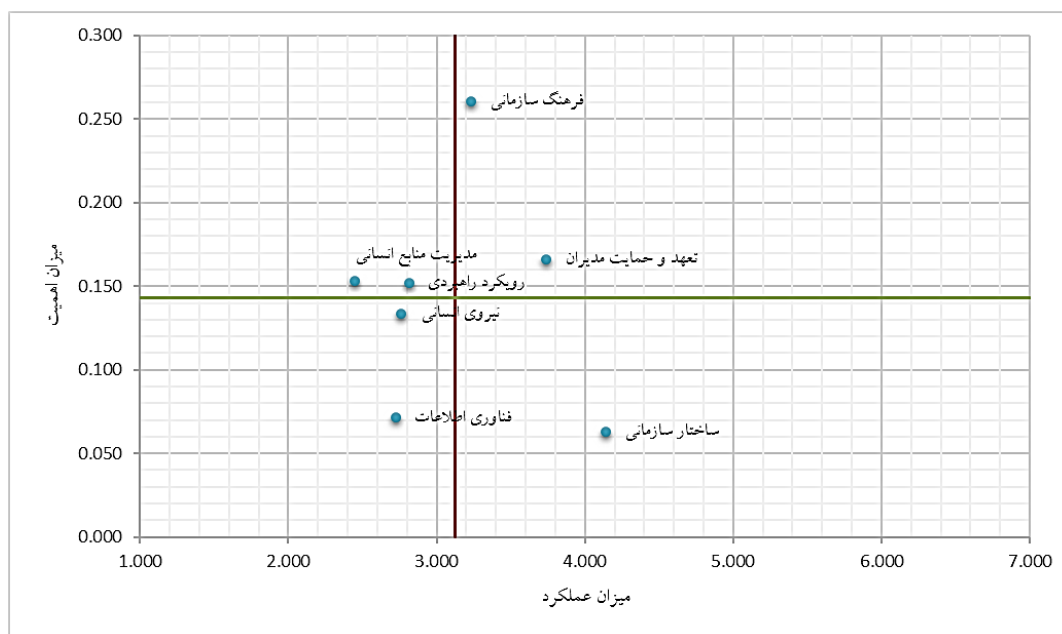 0.300
0.250
0.200
0.150
0.100
0.050
0.000
میزان اهمیت
فرهنگ سازمانی
تعهد و حمایت مدیران
مدیریت منابع انسانی
رویکرد راهبردی
نیروی انسانی
فناوری اطلاعات
ساختار سازمانی
1.000 2.000 3.000 4.000 5.000 6.000 7.000
میزان عملکرد